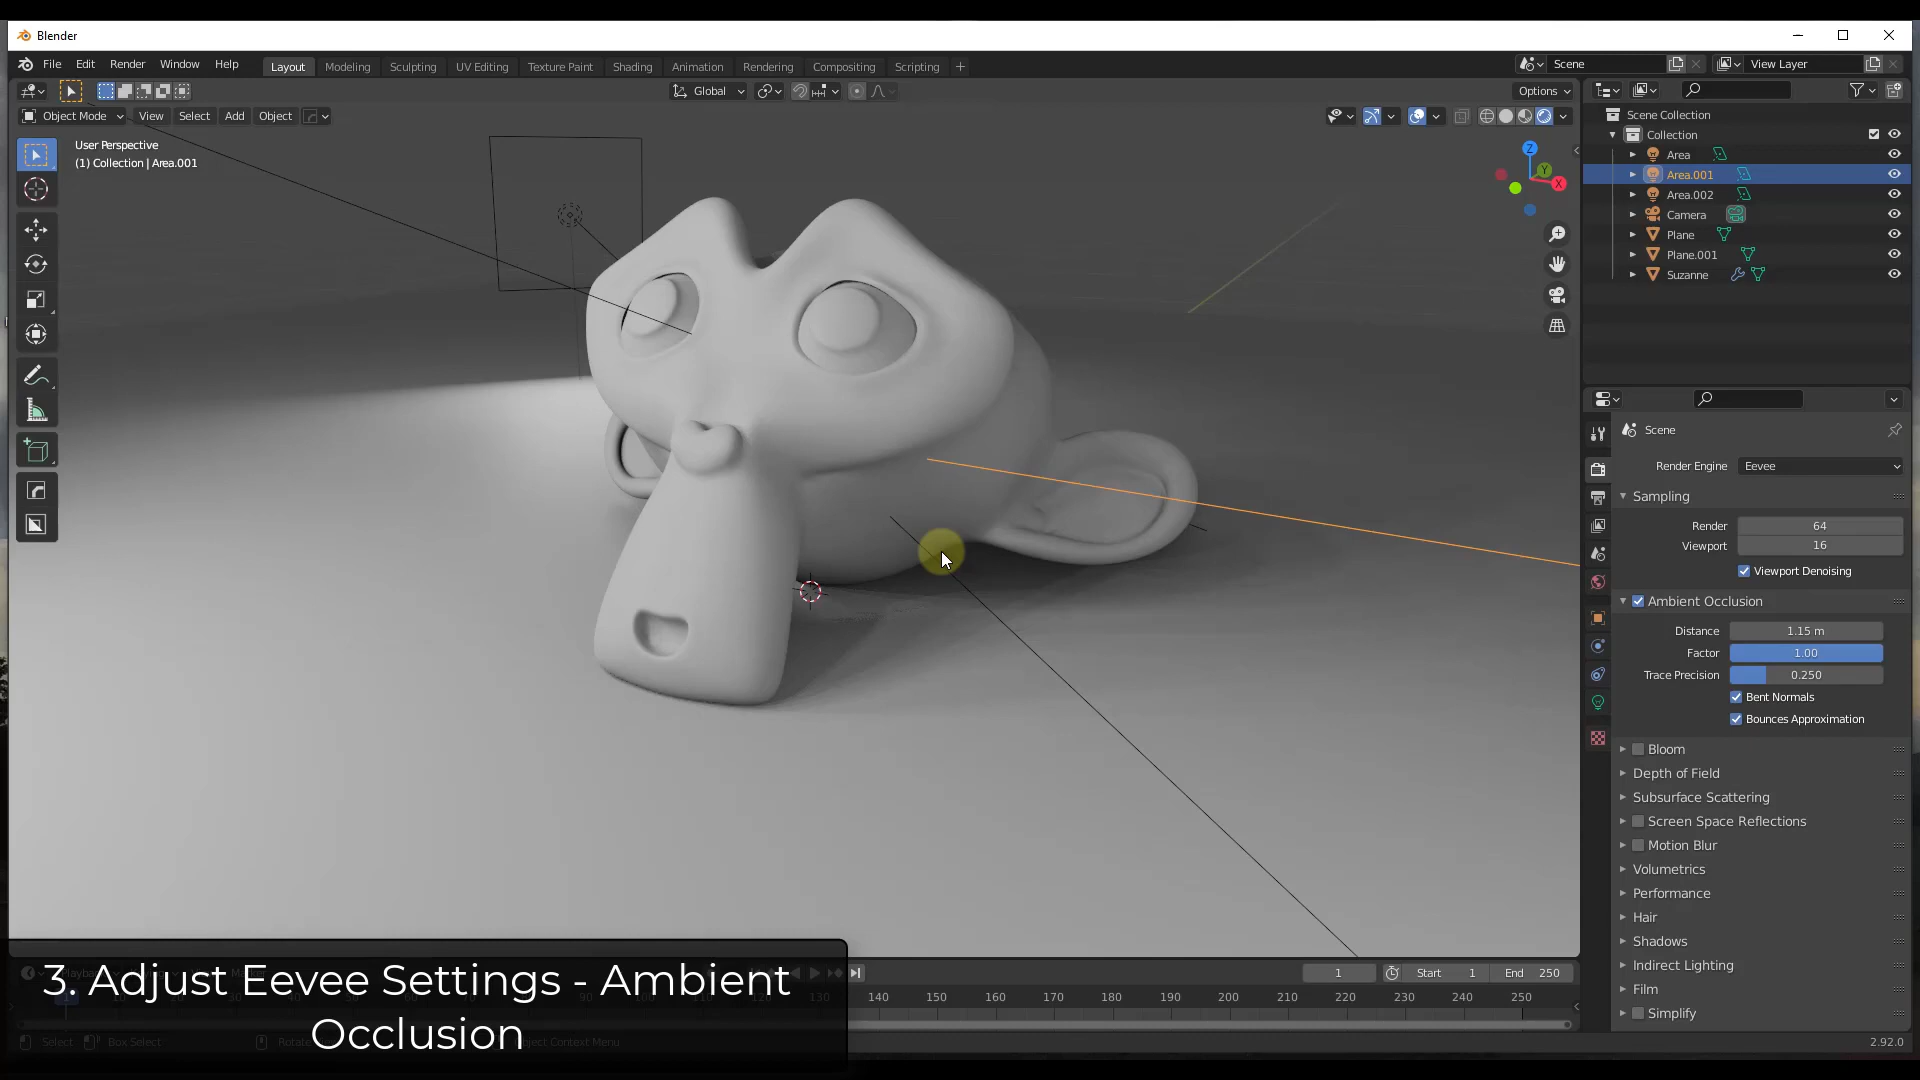 Blender
File Edit Render Window Help Layout Modeling Sculpting UV Editing Texture Paint Shading Animation Rendering Compositing Scripting + Scene View Layer
Global Options
Object Mode View Select Add Object
User Perspective
(1) Collection | Area.001
Z
Y
X
Scene Collection
Collection
Area
Area.001
Area.002
Camera
Plane
Plane.001
Suzanne
Scene
Render Engine Eevee
Sampling
Render 64
Viewport 16
Viewport Denoising
Ambient Occlusion
Distance 1.15 m
Factor 1.00
Trace Precision 0.250
Bent Normals
Bounces Approximation
Bloom
Depth of Field
Subsurface Scattering
Screen Space Reflections
Motion Blur
Volumetrics
Performance
Hair
Shadows
Indirect Lighting
Film
Simplify
3. Adjust Eevee Settings - Ambient
Occlusion
1 Start 1 End 250
140 150 160 170 180 190 200 210 220 230 240 250
Select Box Select Object Context Menu
2.92.0